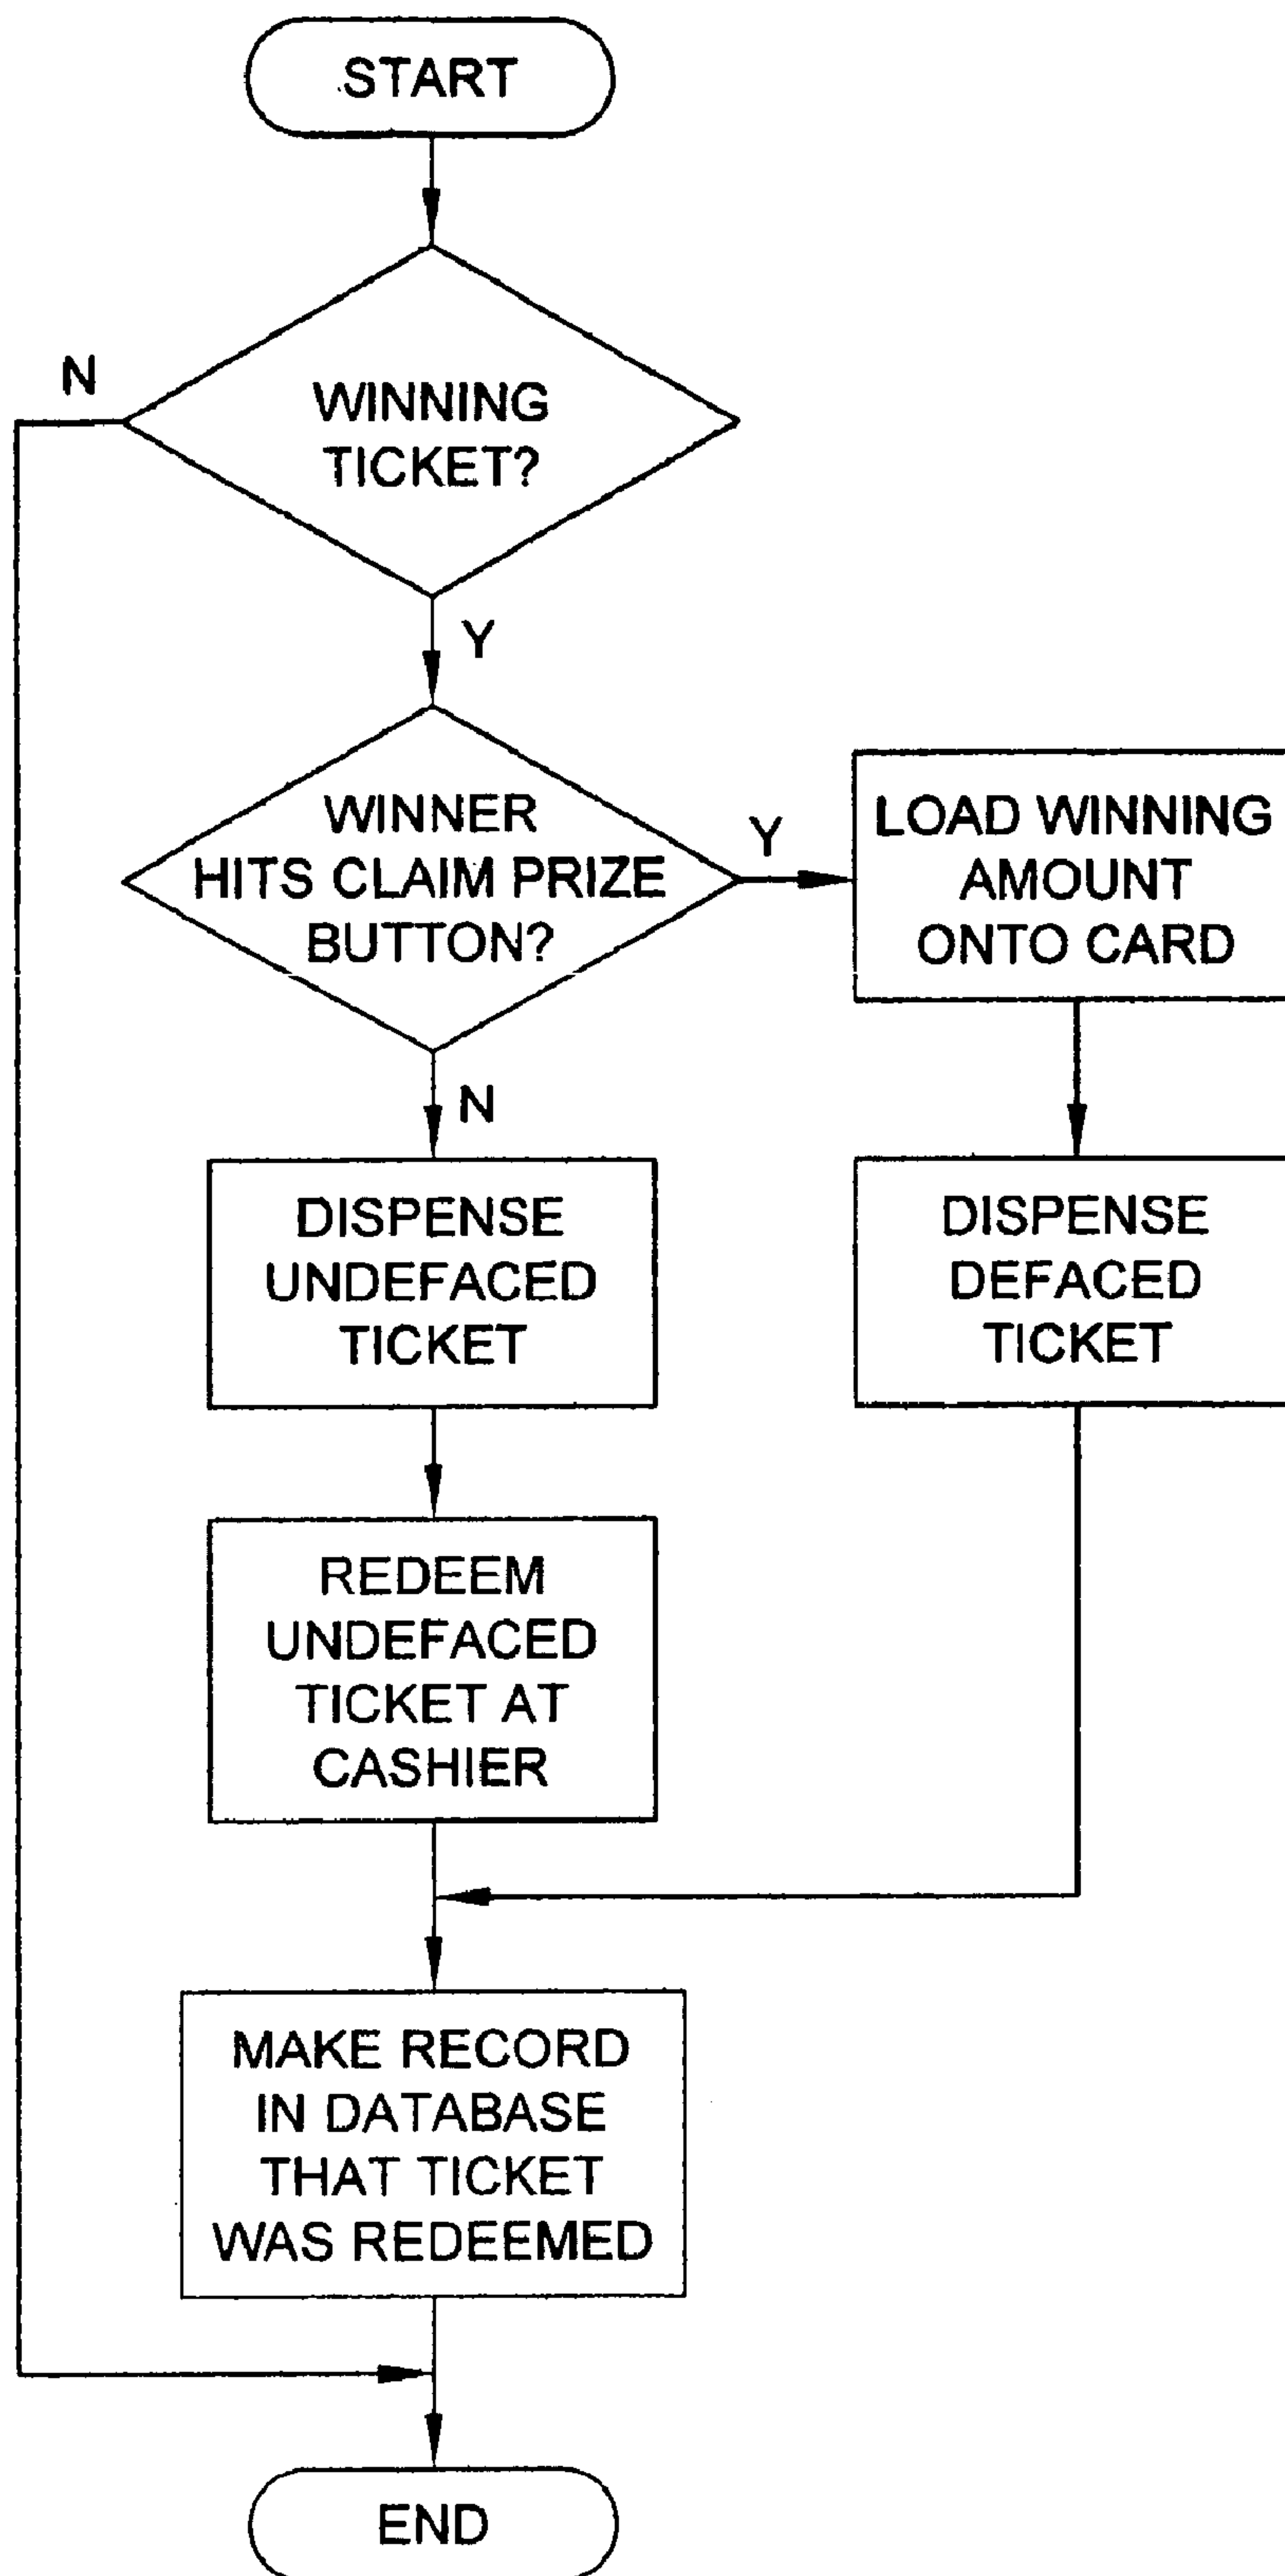 START
WINNING
TICKET?
N
Y
WINNER
HITS CLAIM PRIZE
BUTTON?
Y
LOAD WINNING
AMOUNT
ONTO CARD
N
DISPENSE
UNDEFACED
TICKET
DISPENSE
DEFACED
TICKET
REDEEM
UNDEFACED
TICKET AT
CASHIER
MAKE RECORD
IN DATABASE
THAT TICKET
WAS REDEEMED
END